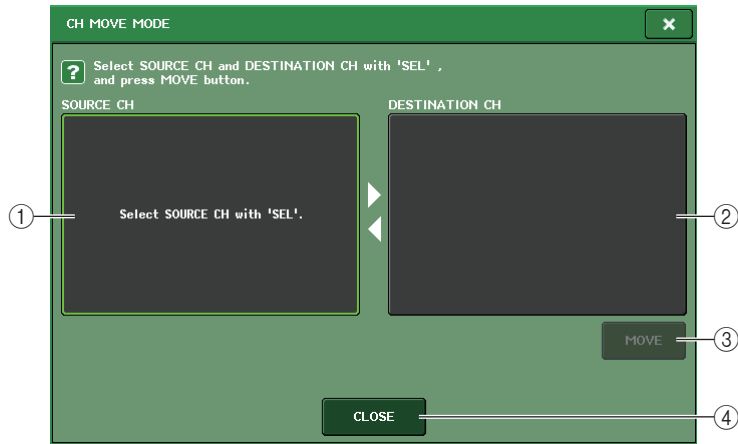 CH MOVE MODE
×
? Select SOURCE CH and DESTINATION CH with 'SEL' ,
and press MOVE button.
SOURCE CH
DESTINATION CH
① Select SOURCE CH with 'SEL'.
②
MOVE ③
CLOSE ④